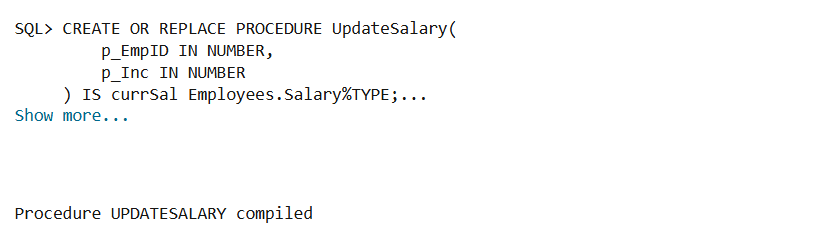 SQL> CREATE OR REPLACE PROCEDURE UpdateSalary(
p_EmpID IN NUMBER,
p_Inc IN NUMBER
) IS currSal Employees.Salary%TYPE;...
Show more...
Procedure UPDATESALARY compiled